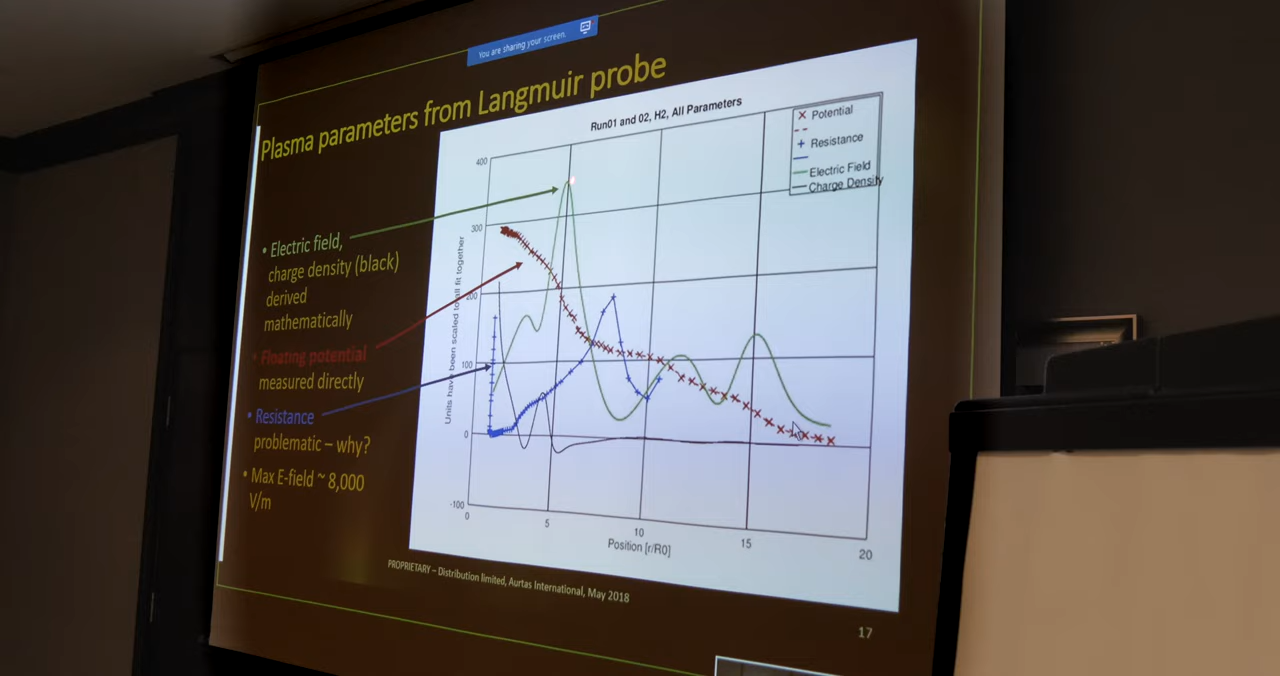 You are sharing your screen.
Plasma parameters from Langmuir probe
• Electric field,
charge density (black)
derived
mathematically
• Floating potential
measured directly
• Resistance
problematic – why?
• Max E-field ~ 8,000
V/m
Run01 and 02, H2, All Parameters
Potential
Resistance
Electric Field
Charge Density
Units have been scaled to all fit together
400
300
200
100
0
-100
0
5
10
15
20
Position [r/R0]
PROPRIETARY – Distribution limited, Aurtas International, May 2018
17